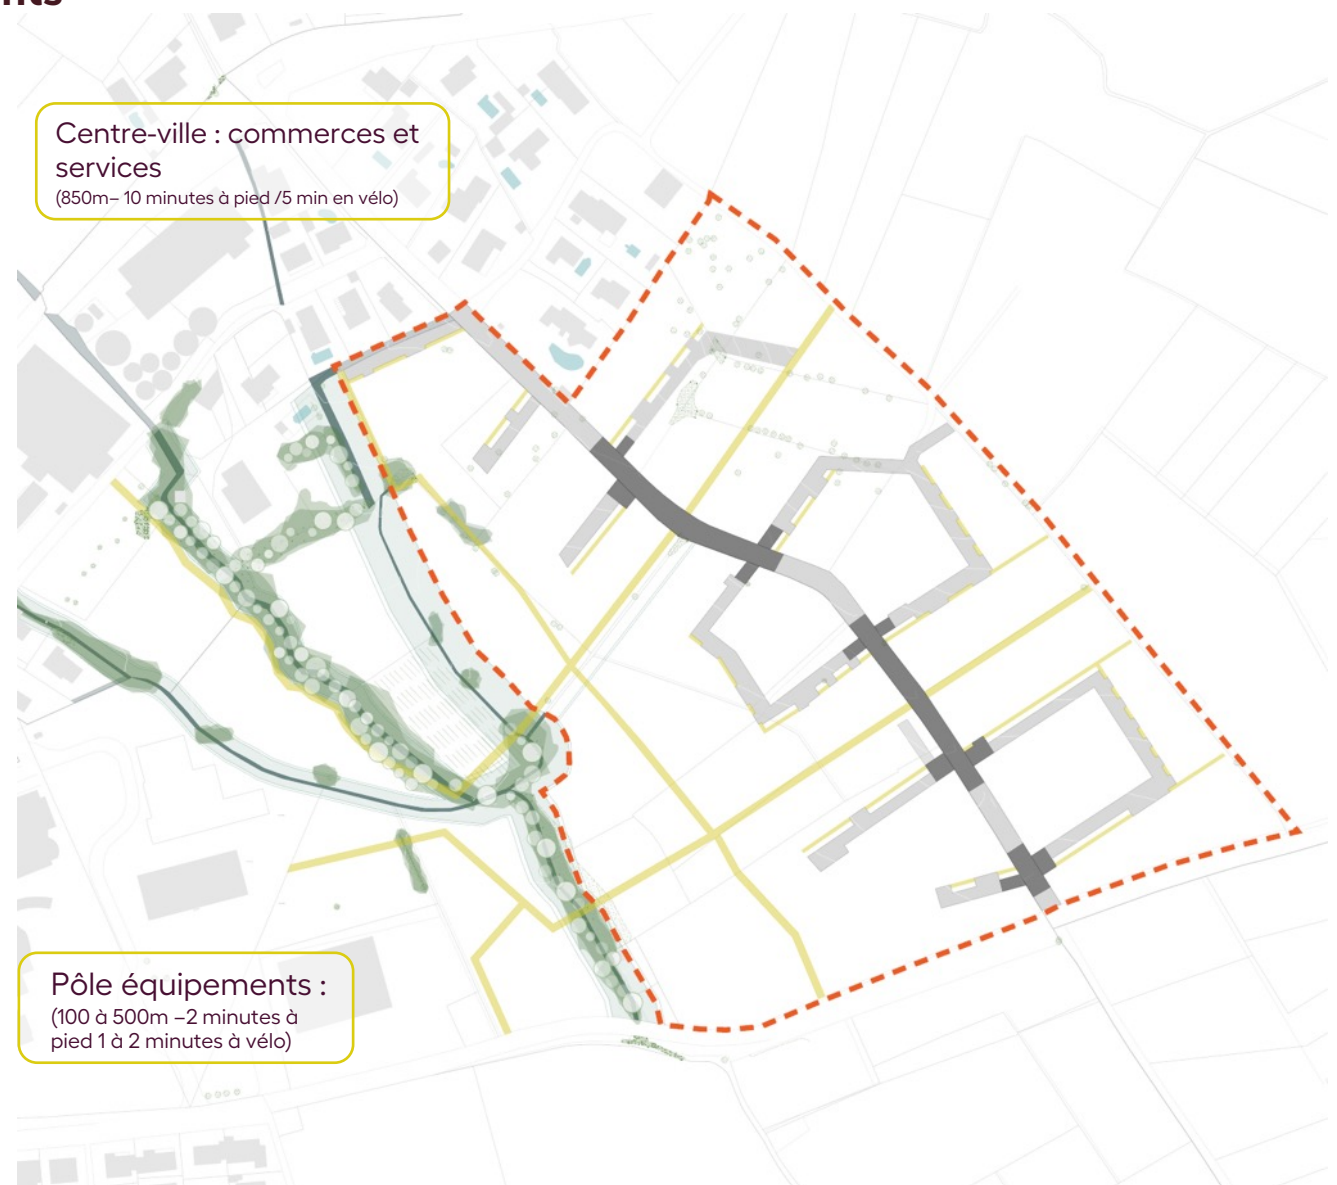 Centre-ville : commerces et
services
(850m– 10 minutes à pied /5 min en vélo)
Pôle équipements :
(100 à 500m –2 minutes à
pied 1 à 2 minutes à vélo)